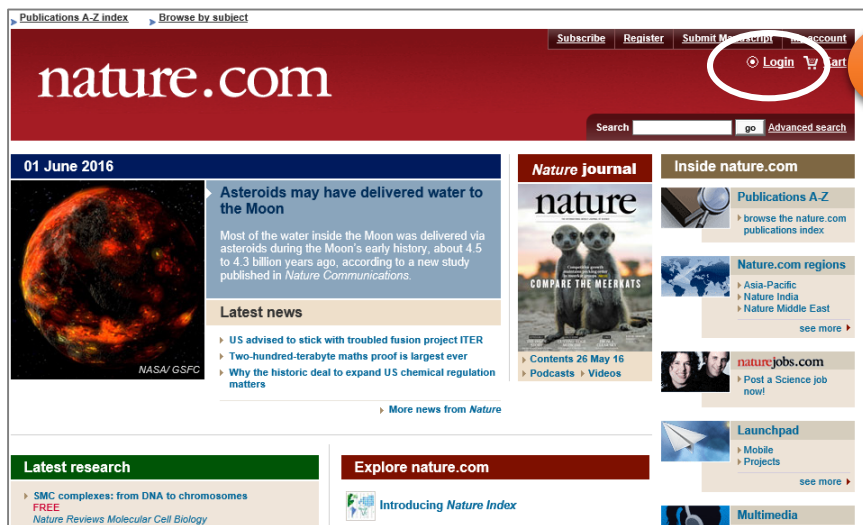 Publications A-Z index Browse by subject
Subscribe Register Submit Manuscript My account
Login Cart
nature.com
Search go Advanced search
01 June 2016
Asteroids may have delivered water to
the Moon
Most of the water inside the Moon was delivered via
asteroids during the Moon's early history, about 4.5
to 4.3 billion years ago, according to a new study
published in Nature Communications.
Latest news
US advised to stick with troubled fusion project ITER
Two-hundred-terabyte maths proof is largest ever
Why the historic deal to expand US chemical regulation
matters
NASA/ GSFC
More news from Nature
Nature journal
nature
COMPARE THE MEERKATS
Contents 26 May 16
Podcasts Videos
Inside nature.com
Publications A-Z
browse the nature.com
publications index
Nature.com regions
Asia-Pacific
Nature India
Nature Middle East
see more
naturejobs.com
Post a Science job
now!
Launchpad
Mobile
Projects
see more
Multimedia
Latest research
SMC complexes: from DNA to chromosomes
FREE
Nature Reviews Molecular Cell Biology
Explore nature.com
Introducing Nature Index